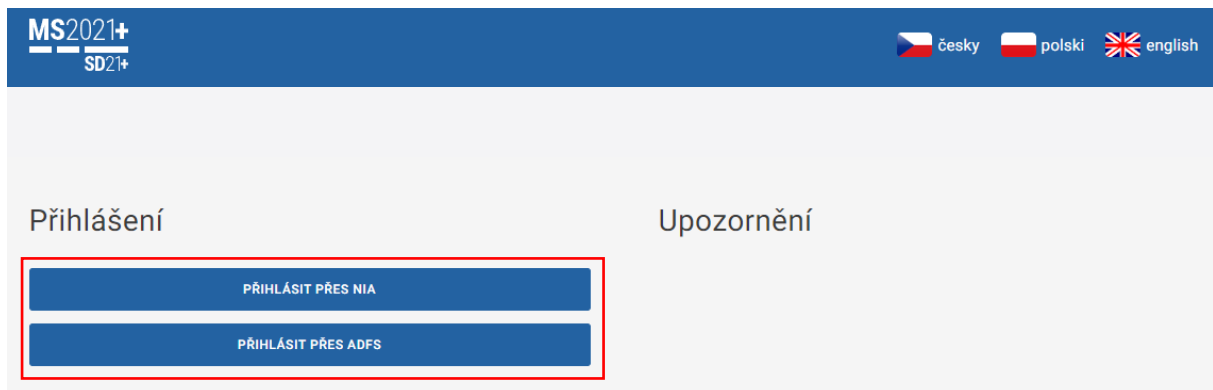 MS2021+
SD21+
česky polski english
Přihlášení
Upozornění
PŘIHLÁSIT PŘES NIA
PŘIHLÁSIT PŘES ADFS